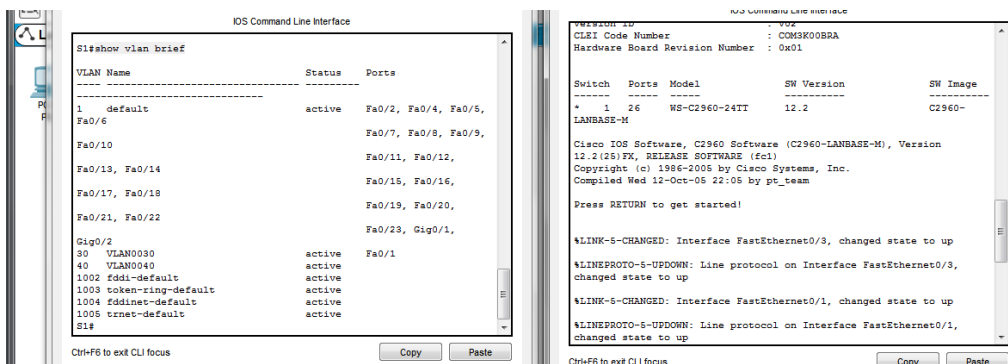 IOS Command Line Interface
S1#show vlan brief
VLAN Name Status Ports
---- -------------------------------- ---------
-------------------------------
1 default active Fa0/2, Fa0/4, Fa0/5,
Fa0/6
Fa0/7, Fa0/8, Fa0/9,
Fa0/10
Fa0/11, Fa0/12,
Fa0/13, Fa0/14
Fa0/15, Fa0/16,
Fa0/17, Fa0/18
Fa0/19, Fa0/20,
Fa0/21, Fa0/22
Fa0/23, Gig0/1,
Gig0/2
30 VLAN0030 active Fa0/1
40 VLAN0040 active
1002 fddi-default active
1003 token-ring-default active
1004 fddinet-default active
1005 trnet-default active
S1#
Ctrl+F6 to exit CLI focus
Copy Paste
IOS Command Line Interface
Version ID : V02
CLEI Code Number : COM3K00BRA
Hardware Board Revision Number : 0x01
Switch Ports Model SW Version SW Image
------ ----- ----- ---------- ----------
* 1 26 WS-C2960-24TT 12.2 C2960-
LANBASE-M
Cisco IOS Software, C2960 Software (C2960-LANBASE-M), Version
12.2(25)FX, RELEASE SOFTWARE (fc1)
Copyright (c) 1986-2005 by Cisco Systems, Inc.
Compiled Wed 12-Oct-05 22:05 by pt_team
Press RETURN to get started!
%LINK-5-CHANGED: Interface FastEthernet0/3, changed state to up
%LINEPROTO-5-UPDOWN: Line protocol on Interface FastEthernet0/3,
changed state to up
%LINK-5-CHANGED: Interface FastEthernet0/1, changed state to up
%LINEPROTO-5-UPDOWN: Line protocol on Interface FastEthernet0/1,
changed state to up
Ctrl+F6 to exit CLI focus
Copy Paste